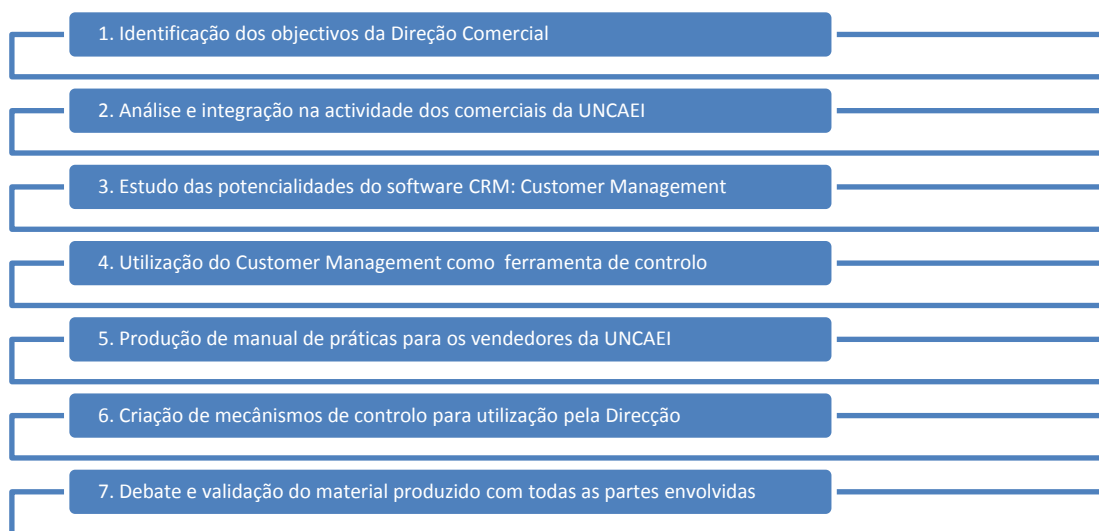 1. Identificação dos objectivos da Direção Comercial
2. Análise e integração na actividade dos comerciais da UNCAEI
3. Estudo das potencialidades do software CRM: Customer Management
4. Utilização do Customer Management como ferramenta de controlo
5. Produção de manual de práticas para os vendedores da UNCAEI
6. Criação de mecânismos de controlo para utilização pela Direcção
7. Debate e validação do material produzido com todas as partes envolvidas